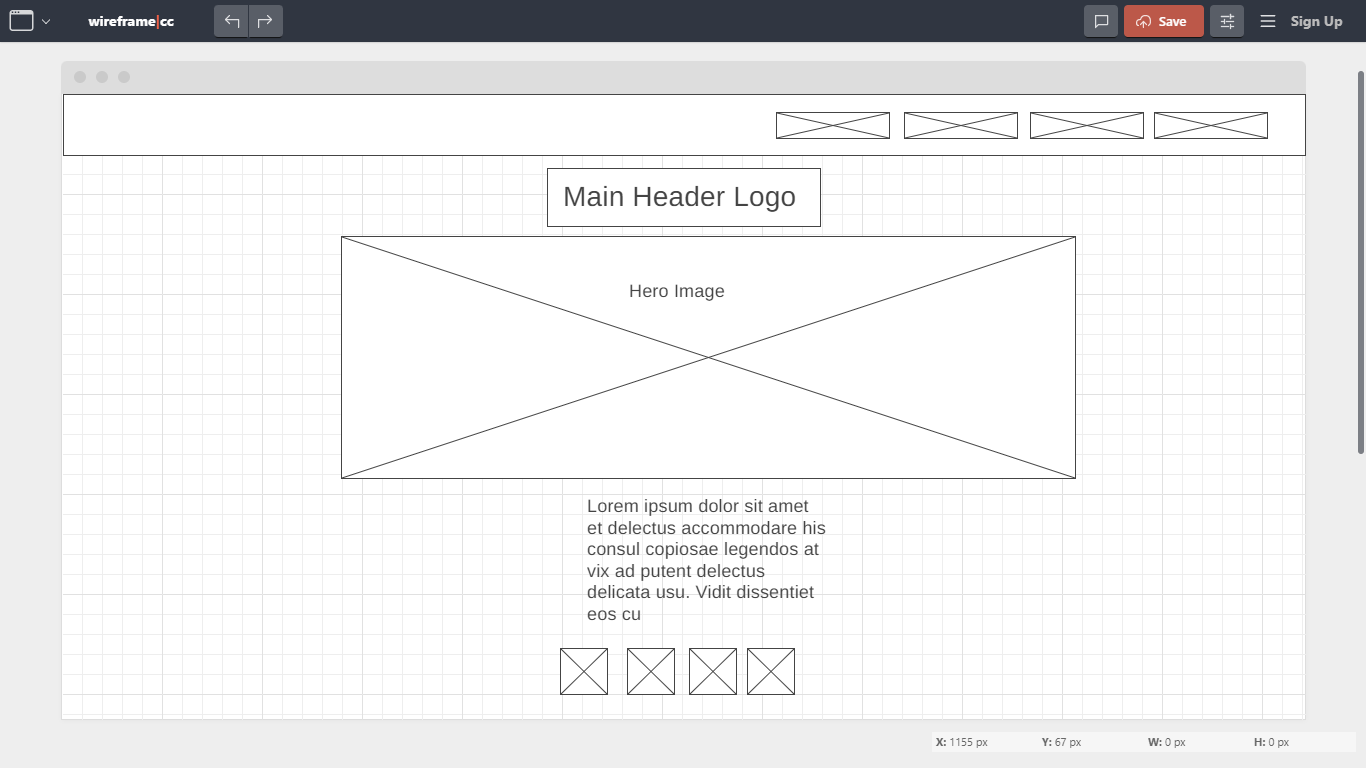 wireframe|cc
Save
Sign Up
Main Header Logo
Hero Image
Lorem ipsum dolor sit amet
et delectus accommodare his
consul copiosae legendos at
vix ad putent delectus
delicata usu. Vidit dissentiet
eos cu
X: 1155 px Y: 67 px W: 0 px H: 0 px